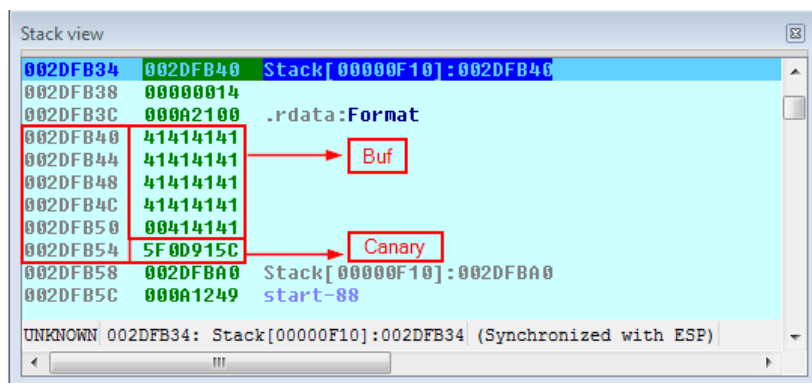 Stack view
002DFB34 002DFB40 Stack[00000F10]:002DFB40
002DFB38 00000014
002DFB3C 000A2100 .rdata:Format
002DFB40 41414141
002DFB44 41414141 Buf
002DFB48 41414141
002DFB4C 41414141
002DFB50 00414141
002DFB54 5F0D915C Canary
002DFB58 002DFBA0 Stack[00000F10]:002DFBA0
002DFB5C 000A1249 start-88
UNKNOWN 002DFB34: Stack[00000F10]:002DFB34 (Synchronized with ESP)